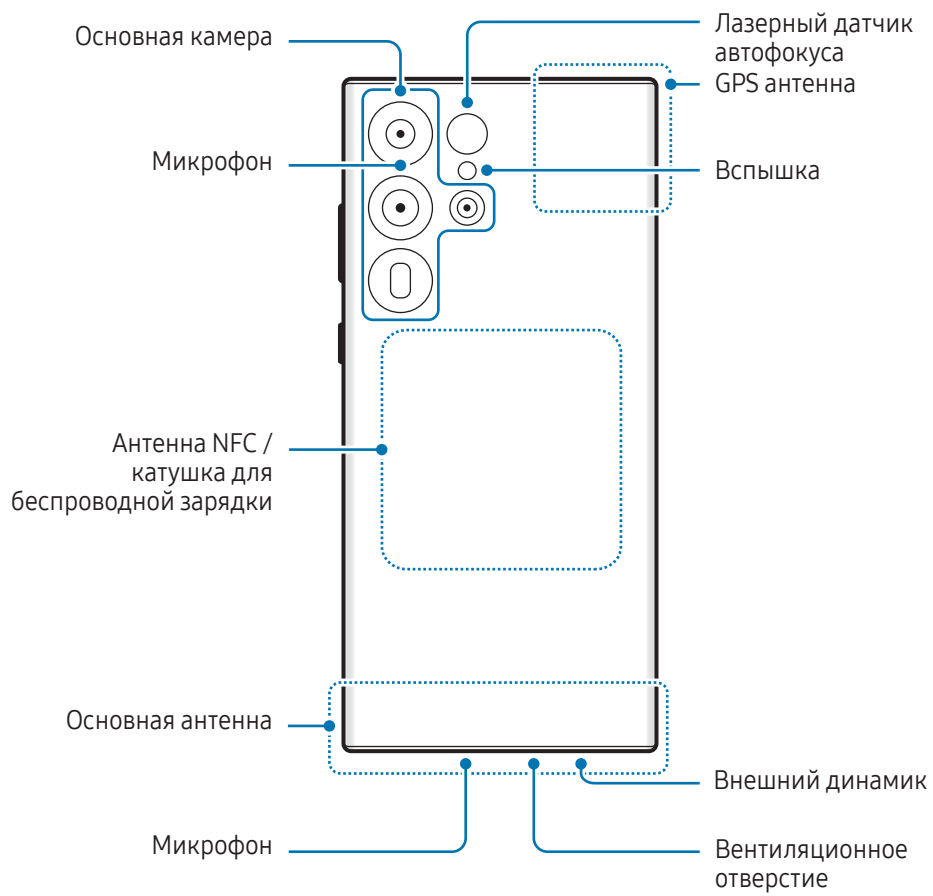 Основная камера
Лазерный датчик
автофокуса
GPS антенна
Микрофон
Вспышка
Антенна NFC /
катушка для
беспроводной зарядки
Основная антенна
Внешний динамик
Микрофон
Вентиляционное
отверстие